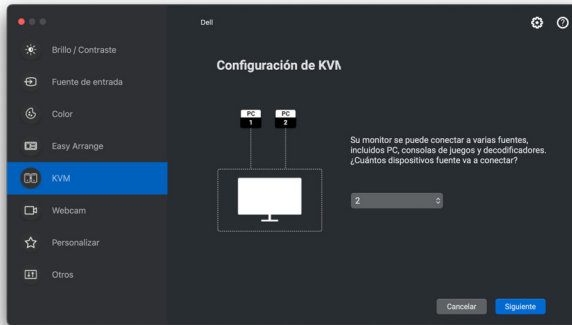 Dell
Brillo / Contraste
Fuente de entrada
Color
Easy Arrange
KVM
Webcam
Personalizar
Otros
Configuración de KV
PC
1
PC
2
Su monitor se puede conectar a varias fuentes,
incluidos PC, consolas de juegos y decodificadores.
¿Cuántos dispositivos fuente va a conectar?
2
Cancelar
Siguiente